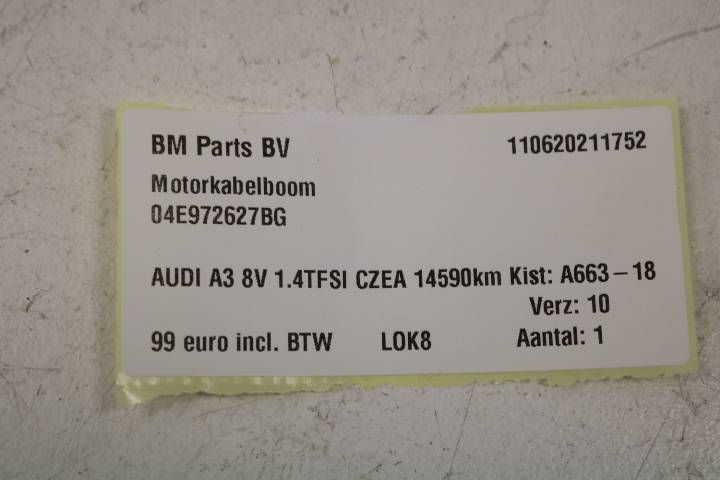 BM Parts BV 110620211752
Motorkabelboom
04E972627BG
AUDI A3 8V 1.4TFSI CZEA 14590km Kist: A663-18
Verz: 10
99 euro incl. BTW LOK8 Aantal: 1